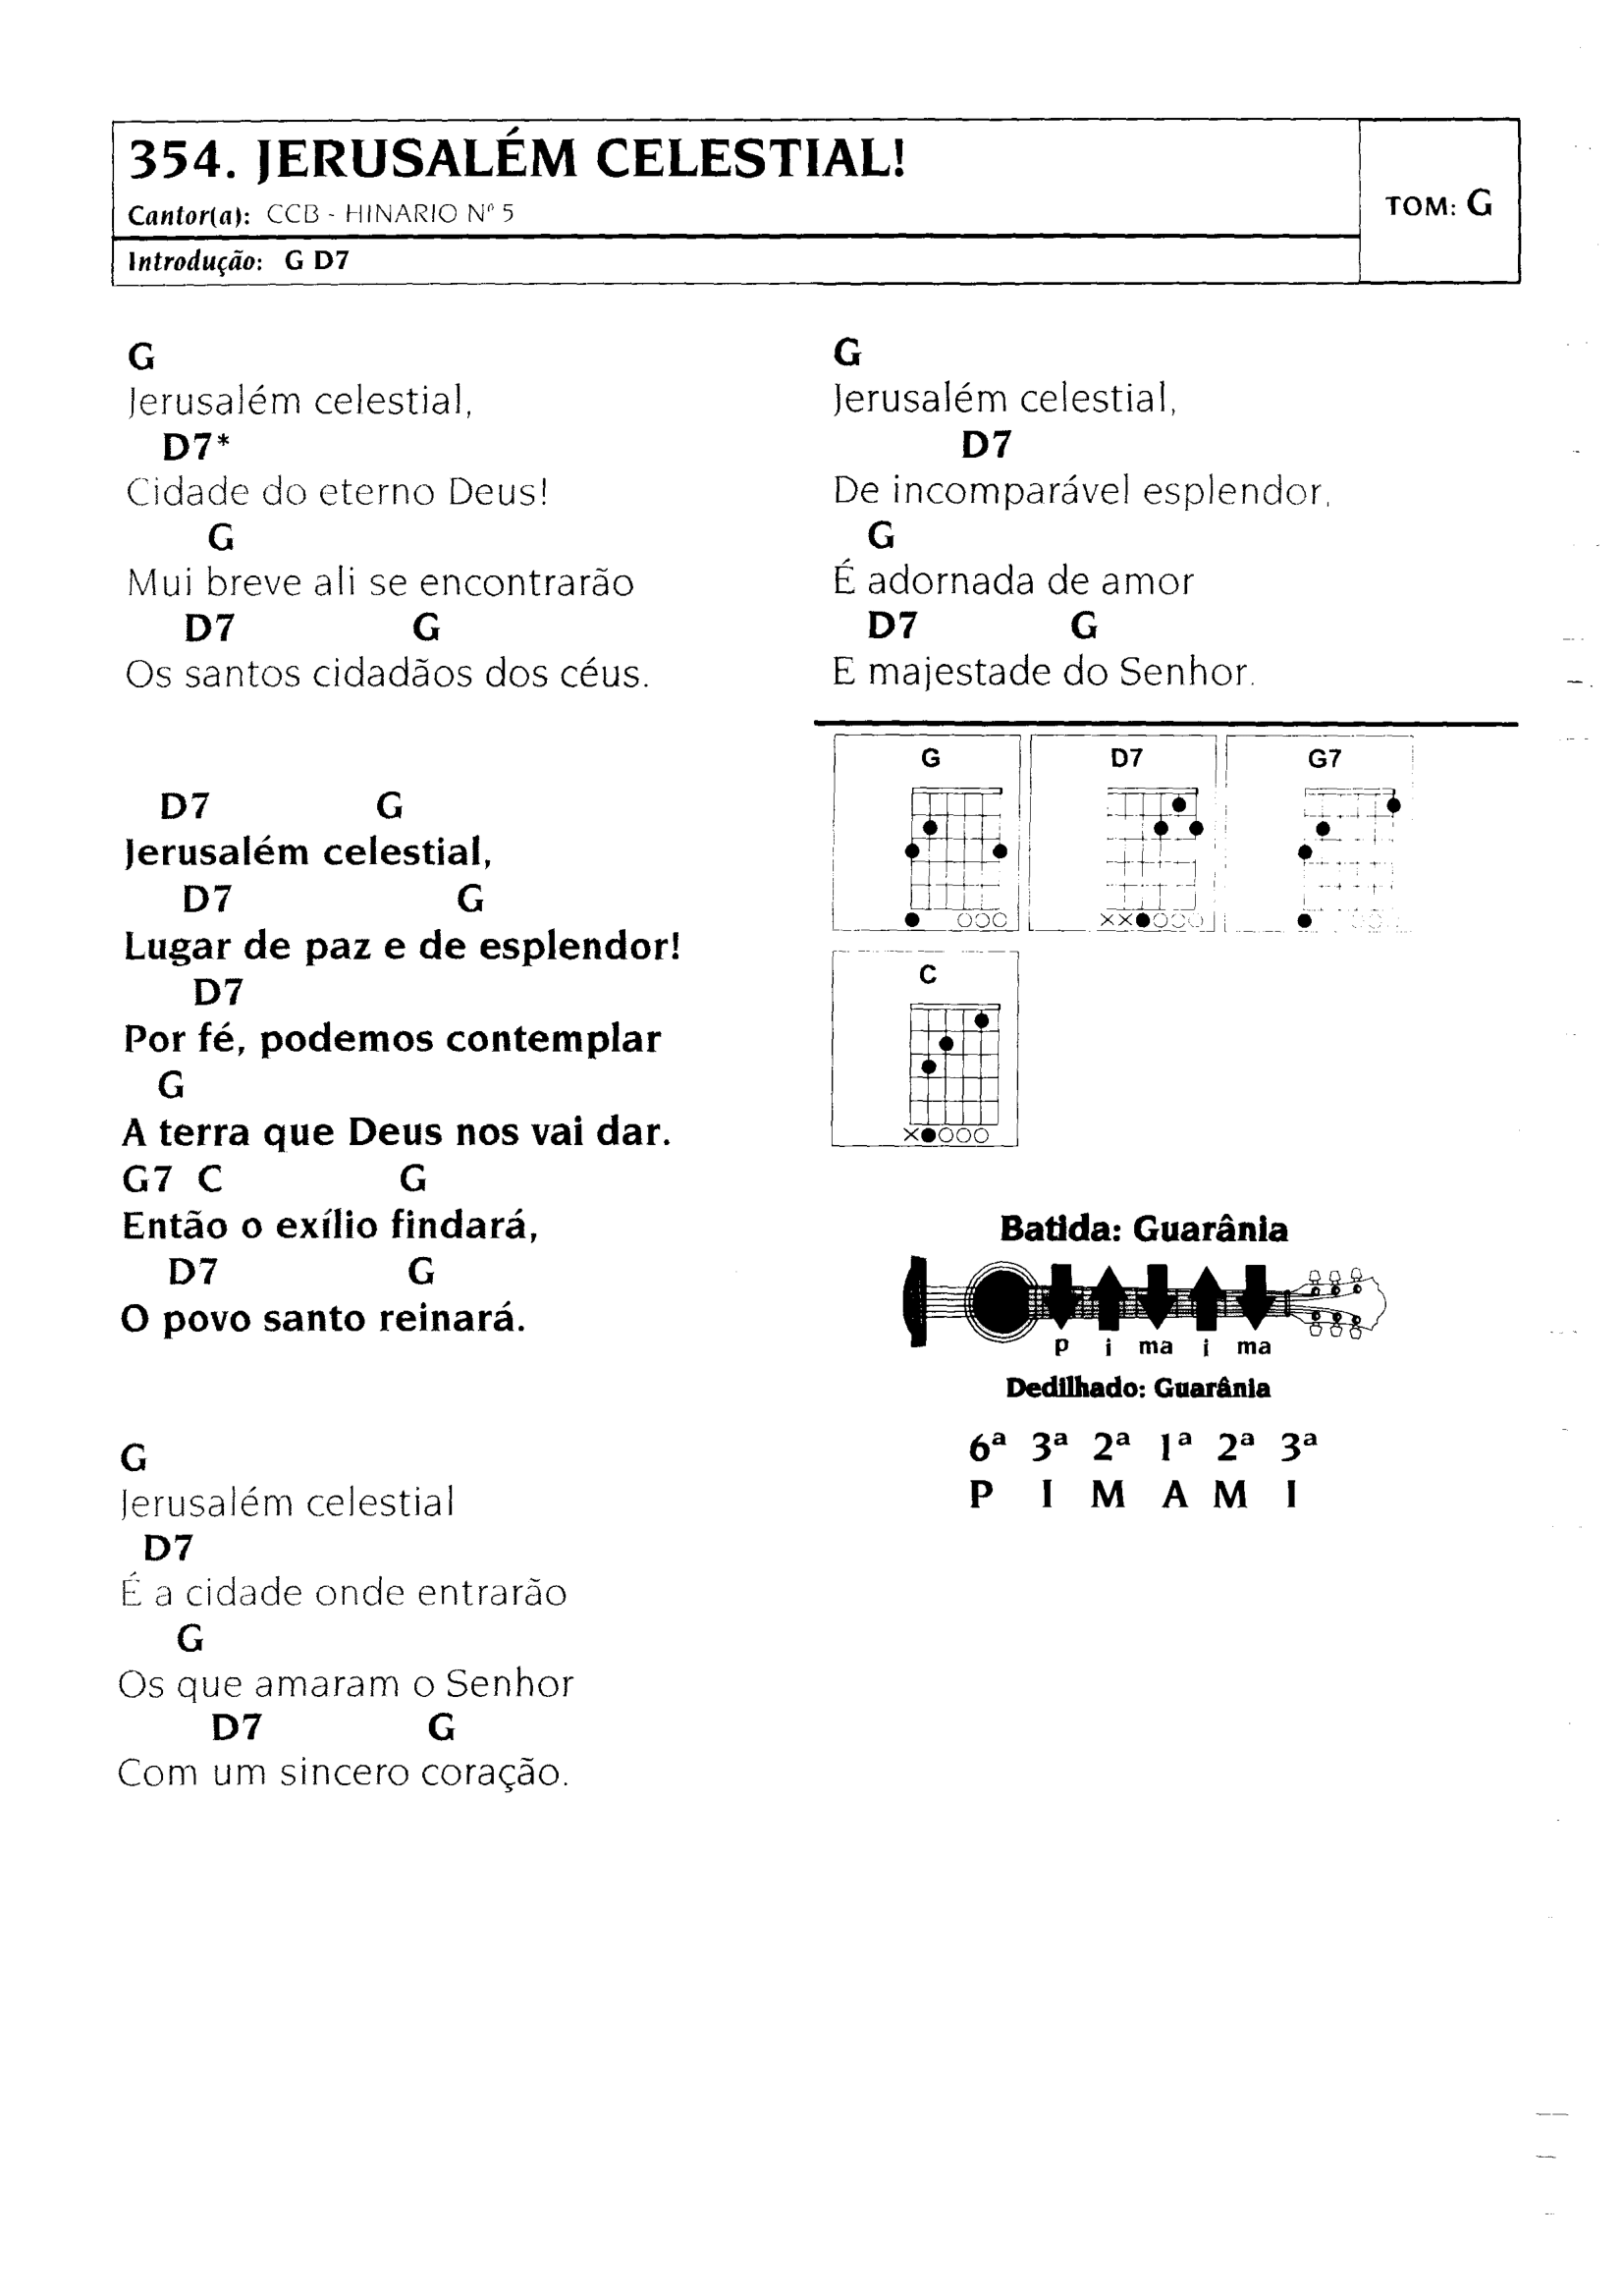 354. JERUSALÉM CELESTIAL!
Cantor(a): CCB - HINARIO Nº 5
TOM: G
Introdução: G D7
G
Jerusalém celestial,
D7*
Cidade do eterno Deus!
G
Mui breve ali se encontrarão
D7 G
Os santos cidadãos dos céus.
D7 G
Jerusalém celestial,
D7 G
Lugar de paz e de esplendor!
D7
Por fé, podemos contemplar
G
A terra que Deus nos vai dar.
G7 C G
Então o exílio findará,
D7 G
O povo santo reinará.
G
Jerusalém celestial
D7
É a cidade onde entrarão
G
Os que amaram o Senhor
D7 G
Com um sincero coração.
G
Jerusalém celestial,
D7
De incomparável esplendor,
G
É adornada de amor
D7 G
E majestade do Senhor.
G D7 G7
XX
C
X
Batida: Guarânia
p i ma i ma
Dedilhado: Guarânia
6ª 3ª 2ª 1ª 2ª 3ª
P I M A M I